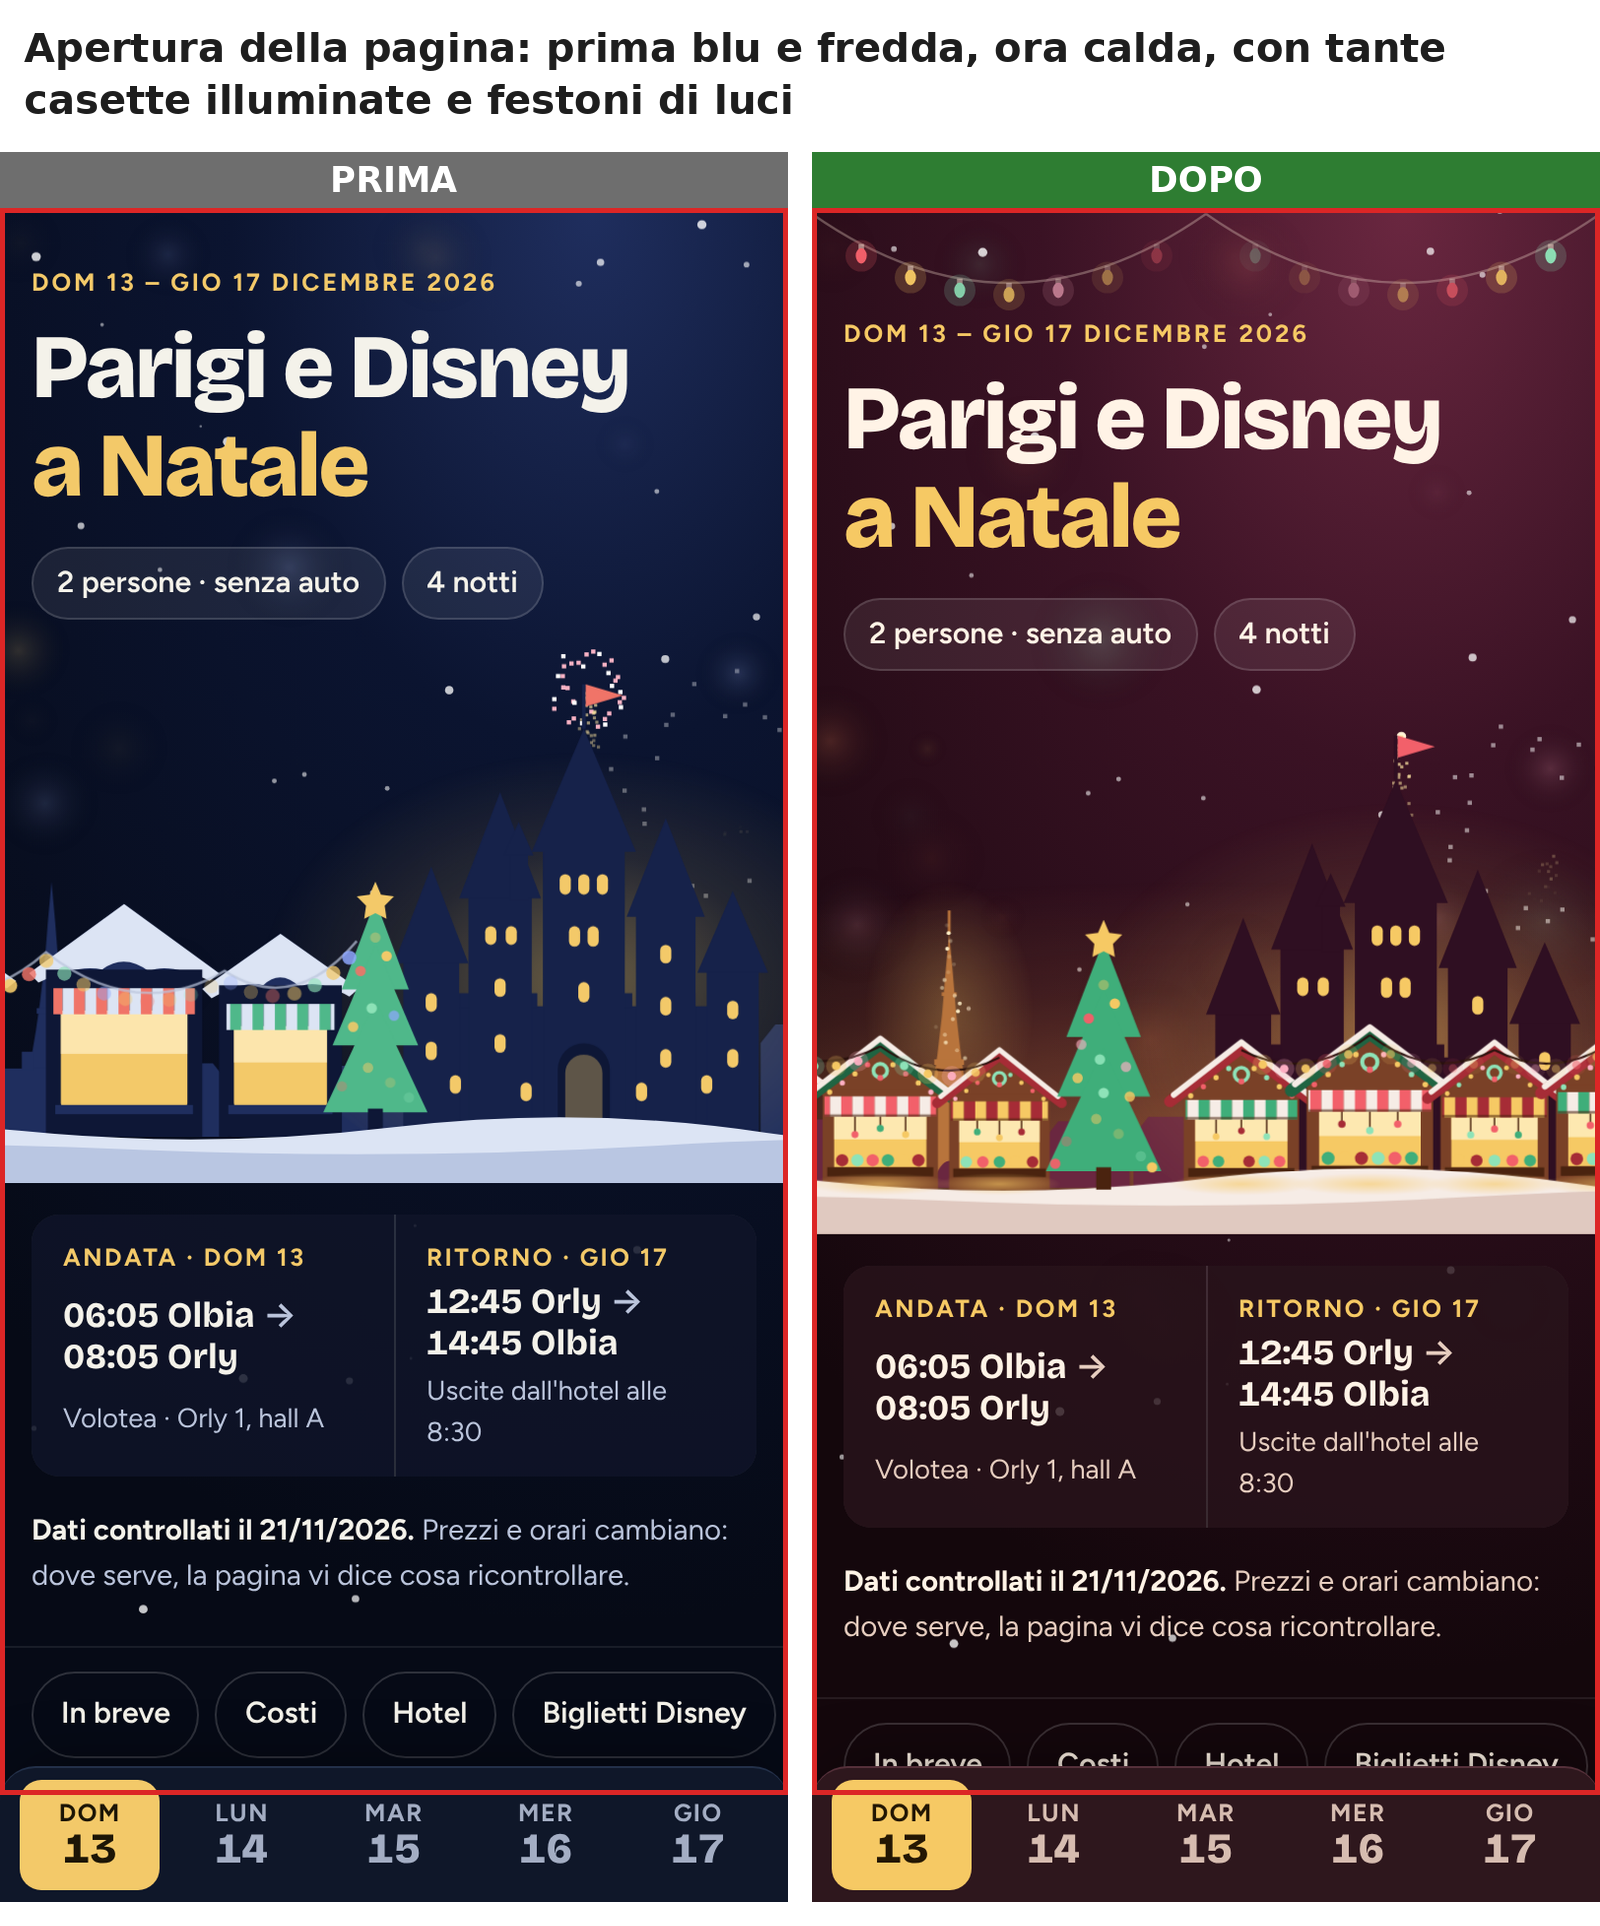 Apertura della pagina: prima blu e fredda, ora calda, con tante
casette illuminate e festoni di luci
PRIMA
DOM 13 – GIO 17 DICEMBRE 2026
Parigi e Disney
a Natale
2 persone · senza auto
4 notti
ANDATA · DOM 13
06:05 Olbia →
08:05 Orly
Volotea · Orly 1, hall A
RITORNO · GIO 17
12:45 Orly →
14:45 Olbia
Uscite dall'hotel alle
8:30
Dati controllati il 21/11/2026. Prezzi e orari cambiano:
dove serve, la pagina vi dice cosa ricontrollare.
In breve
Costi
Hotel
Biglietti Disney
DOM
13
LUN
14
MAR
15
MER
16
GIO
17
DOPO
DOM 13 – GIO 17 DICEMBRE 2026
Parigi e Disney
a Natale
2 persone · senza auto
4 notti
ANDATA · DOM 13
06:05 Olbia →
08:05 Orly
Volotea · Orly 1, hall A
RITORNO · GIO 17
12:45 Orly →
14:45 Olbia
Uscite dall'hotel alle
8:30
Dati controllati il 21/11/2026. Prezzi e orari cambiano:
dove serve, la pagina vi dice cosa ricontrollare.
In breve
Costi
Hotel
Biglietti Disney
DOM
13
LUN
14
MAR
15
MER
16
GIO
17